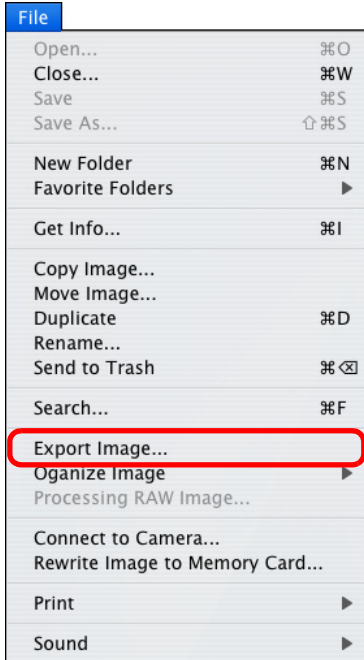 File
Open... ⌘O
Close... ⌘W
Save ⌘S
Save As... ⇧⌘S
New Folder ⌘N
Favorite Folders ▶
Get Info... ⌘I
Copy Image...
Move Image...
Duplicate ⌘D
Rename...
Send to Trash ⌘⌫
Search... ⌘F
Export Image...
Oganize Image ▶
Processing RAW Image...
Connect to Camera...
Rewrite Image to Memory Card...
Print ▶
Sound ▶